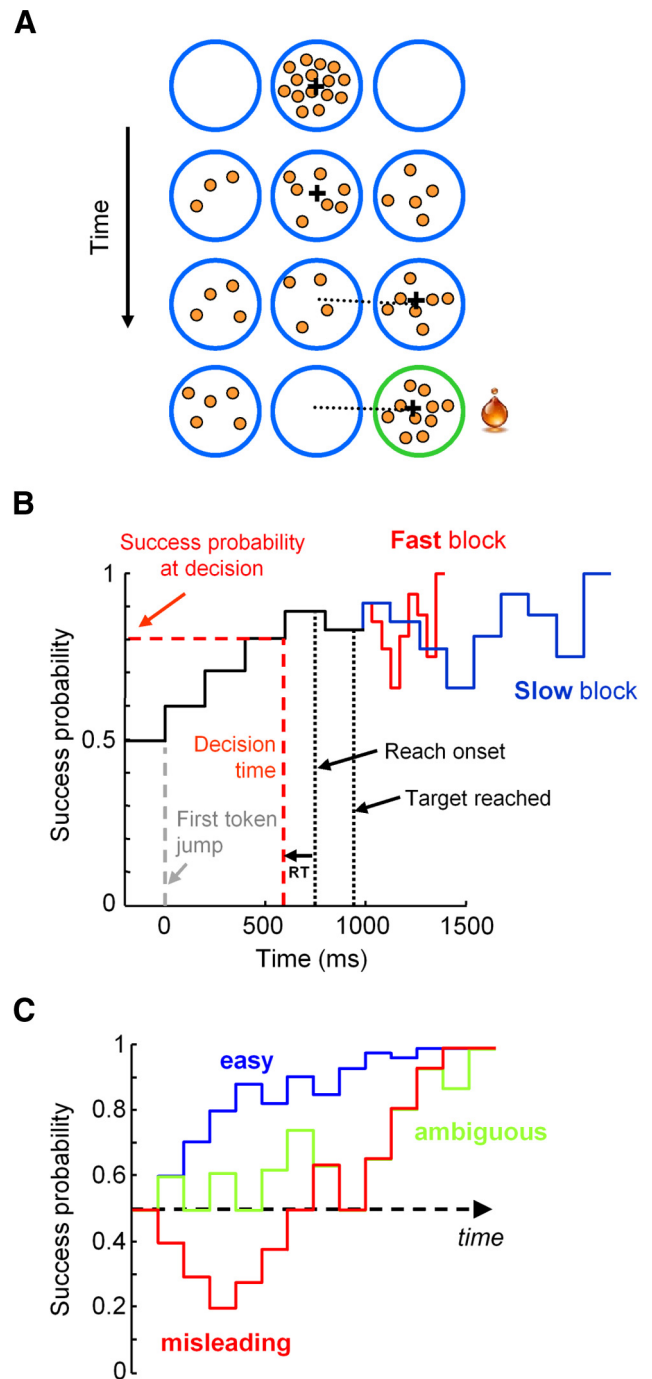 A
Time
B
Success probability
at decision
Fast block
Slow block
Decision
time
Reach onset
Target reached
First token
jump
RT
Success probability
1
0.5
0
0 500 1000 1500
Time (ms)
C
Success probability
1
0.8
0.6
0.4
0.2
0
easy
ambiguous
time
misleading